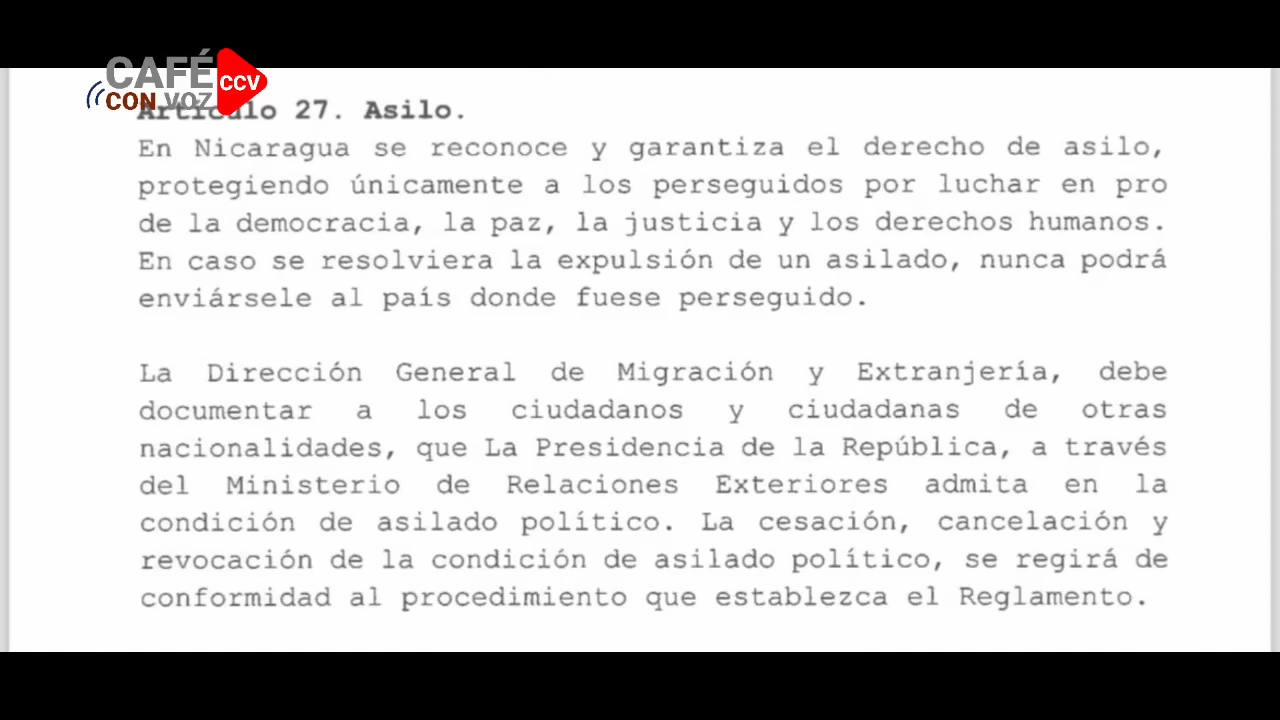 CAFÉ
CON VOZ
CCV
Artículo 27. Asilo.
En Nicaragua se reconoce y garantiza el derecho de asilo,
protegiendo únicamente a los perseguidos por luchar en pro
de la democracia, la paz, la justicia y los derechos humanos.
En caso se resolviera la expulsión de un asilado, nunca podrá
enviársele al país donde fuese perseguido.
La Dirección General de Migración y Extranjería, debe
documentar a los ciudadanos y ciudadanas de otras
nacionalidades, que La Presidencia de la República, a través
del Ministerio de Relaciones Exteriores admita en la
condición de asilado político. La cesación, cancelación y
revocación de la condición de asilado político, se regirá de
conformidad al procedimiento que establezca el Reglamento.